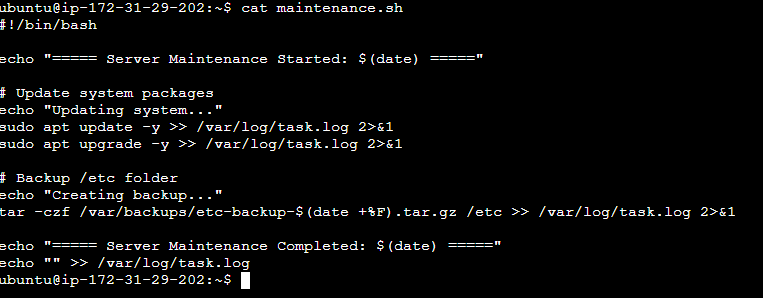 ubuntu@ip-172-31-29-202:~$ cat maintenance.sh
#!/bin/bash
echo "===== Server Maintenance Started: $(date) ====="
# Update system packages
echo "Updating system..."
sudo apt update -y >> /var/log/task.log 2>&1
sudo apt upgrade -y >> /var/log/task.log 2>&1
# Backup /etc folder
echo "Creating backup..."
tar -czf /var/backups/etc-backup-$(date +%F).tar.gz /etc >> /var/log/task.log 2>&1
echo "===== Server Maintenance Completed: $(date) ====="
echo "" >> /var/log/task.log
ubuntu@ip-172-31-29-202:~$